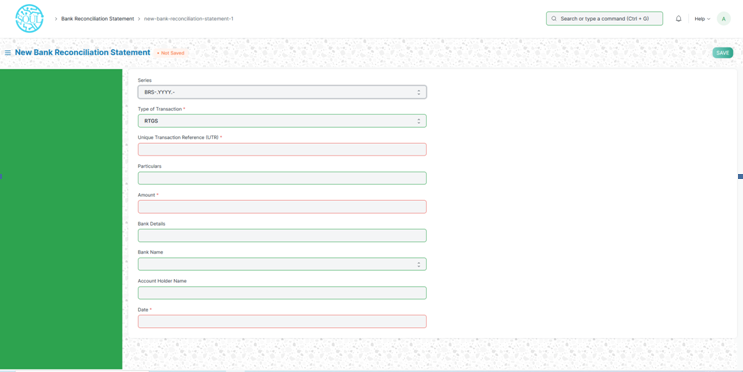 Bank Reconciliation Statement > new-bank-reconciliation-statement-1
Search or type a command (Ctrl + G)
Help
A
New Bank Reconciliation Statement
• Not Saved
SAVE
Series
BRS-.YYYY.-
Type of Transaction *
RTGS
Unique Transaction Reference (UTR) *
Particulars
Amount *
Bank Details
Bank Name
Account Holder Name
Date *